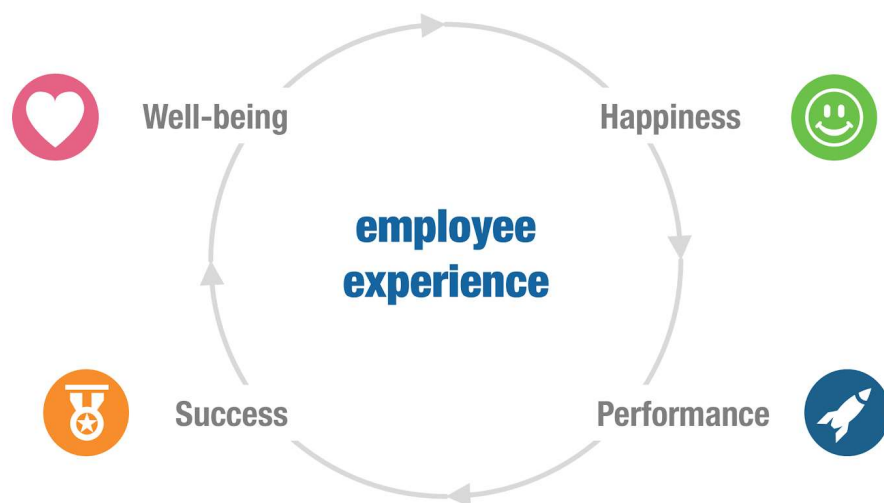 Well-being
Happiness
employee
experience
Success
Performance